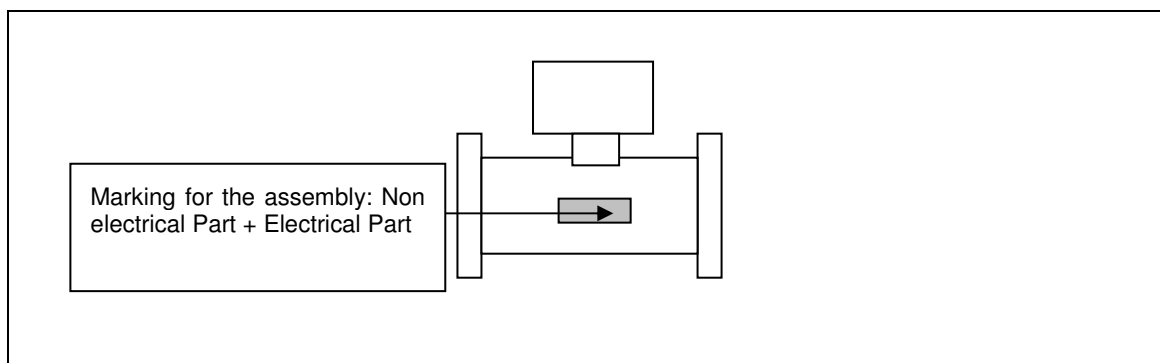 Marking for the assembly: Non
electrical Part + Electrical Part